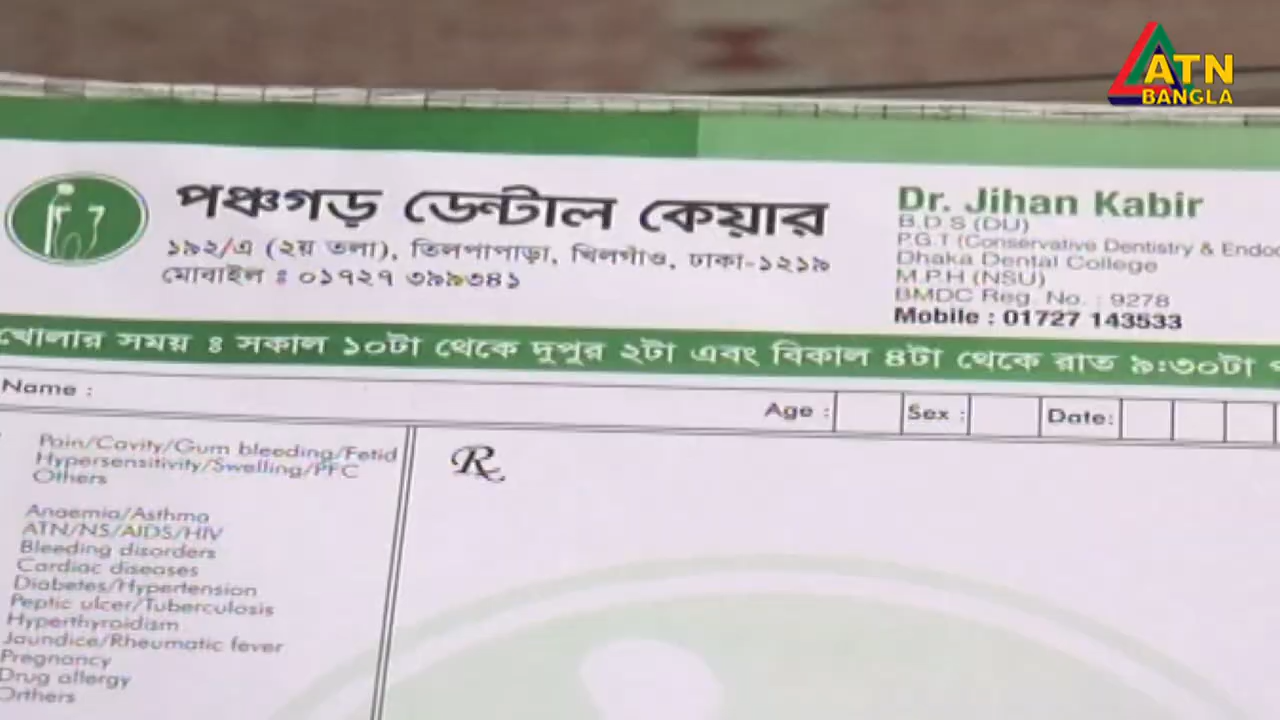 ATN
BANGLA
পঞ্চগড় ডেন্টাল কেয়ার
১৯২/এ (২য় তলা), তিলপাপাড়া, খিলগাঁও, ঢাকা-১২১৯
মোবাইল ঃ ০১৭২৭ ৩৯৯৩৪১
Dr. Jihan Kabir
B.D.S (DU)
P.G.T (Conservative Dentistry &
Dhaka Dental College
M.P.H (NSU)
BMDC Reg. No. : 9278
Mobile : 01727 143533
খোলার সময় ঃ সকাল ১০টা থেকে দুপুর ২টা এবং বিকাল ৪টা থেকে রাত ৯:৩০টা
Name :
Age : Sex : Date:
Pain/Cavity/Gum bleeding/Fetid
Hypersensitivity/Swelling/PFC
Others
Anaemia/Asthma
ATN/NS/AIDS/HIV
Bleeding disorders
Cardiac diseases
Diabetes/Hypertension
Peptic ulcer/Tuberculosis
Hyperthyroidism
Jaundice/Rheumatic fever
Pregnancy
Drug allergy
Orthers
℞